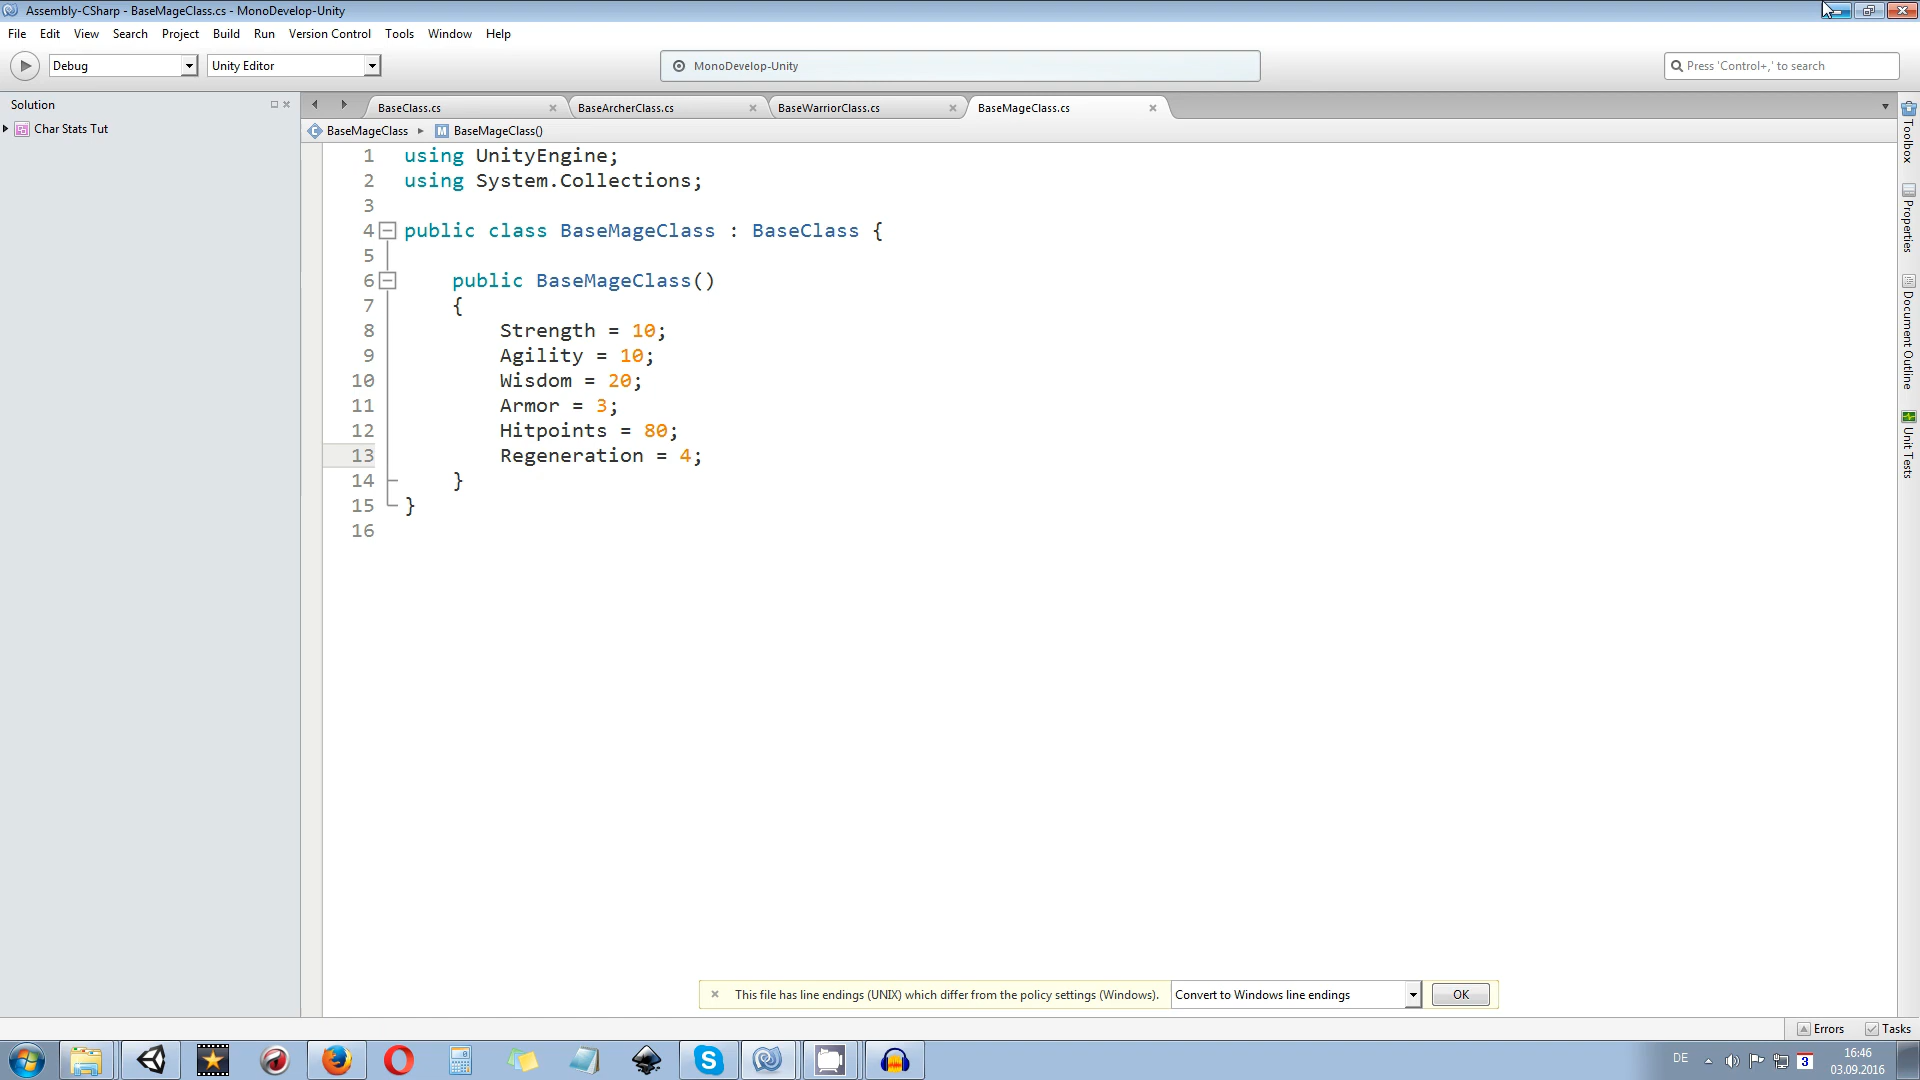 Assembly-CSharp - BaseMageClass.cs - MonoDevelop-Unity
File Edit View Search Project Build Run Version Control Tools Window Help
Debug Unity Editor MonoDevelop-Unity Press 'Control+,' to search
Solution
Char Stats Tut
BaseClass.cs BaseArcherClass.cs BaseWarriorClass.cs BaseMageClass.cs
BaseMageClass BaseMageClass()
1 using UnityEngine;
2 using System.Collections;
3
4 public class BaseMageClass : BaseClass {
5
6 public BaseMageClass()
7 {
8 Strength = 10;
9 Agility = 10;
10 Wisdom = 20;
11 Armor = 3;
12 Hitpoints = 80;
13 Regeneration = 4;
14 }
15 }
16
Toolbox
Properties
Document Outline
Unit Tests
This file has line endings (UNIX) which differ from the policy settings (Windows). Convert to Windows line endings OK
Errors Tasks
DE 3 16:46
03.09.2016